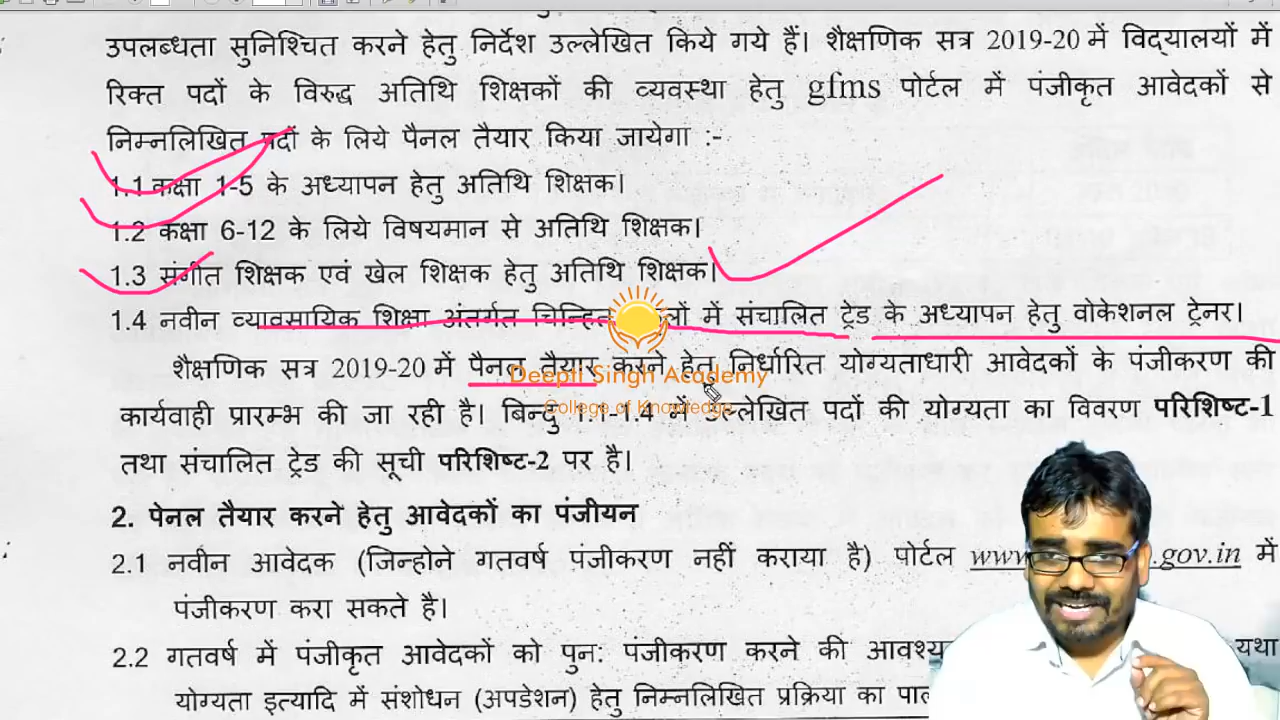 उपलब्धता सुनिश्चित करने हेतु निर्देश उल्लेखित किये गये हैं। शैक्षणिक सत्र 2019-20 में विद्यालयों में
रिक्त पदों के विरुद्ध अतिथि शिक्षकों की व्यवस्था हेतु gfms पोर्टल में पंजीकृत आवेदकों से
निम्नलिखित पदों के लिये पैनल तैयार किया जायेगा :-
1.1 कक्षा 1-5 के अध्यापन हेतु अतिथि शिक्षक।
1.2 कक्षा 6-12 के लिये विषयमान से अतिथि शिक्षक।
1.3 संगीत शिक्षक एवं खेल शिक्षक हेतु अतिथि शिक्षक।
1.4 नवीन व्यावसायिक शिक्षा अंतर्गत चिन्हित में संचालित ट्रेड के अध्यापन हेतु वोकेशनल ट्रेनर।
शैक्षणिक सत्र 2019-20 में पैनल तैयार करने हेतु निर्धारित योग्यताधारी आवेदकों के पंजीकरण की
Deepti Singh Academy
कार्यवाही प्रारम्भ की जा रही है। बिन्दु 1.1-1.4 में उल्लेखित पदों की योग्यता का विवरण परिशिष्ट-1
College of Knowledge
तथा संचालित ट्रेड की सूची परिशिष्ट-2 पर है।
2. पेनल तैयार करने हेतु आवेदकों का पंजीयन
2.1 नवीन आवेदक (जिन्होने गतवर्ष पंजीकरण नहीं कराया है) पोर्टल www .gov.in में
पंजीकरण करा सकते है।
2.2 गतवर्ष में पंजीकृत आवेदकों को पुन: पंजीकरण करने की यथा
योग्यता इत्यादि में संशोधन (अपडेशन) हेतु निम्नलिखित प्रक्रिया का